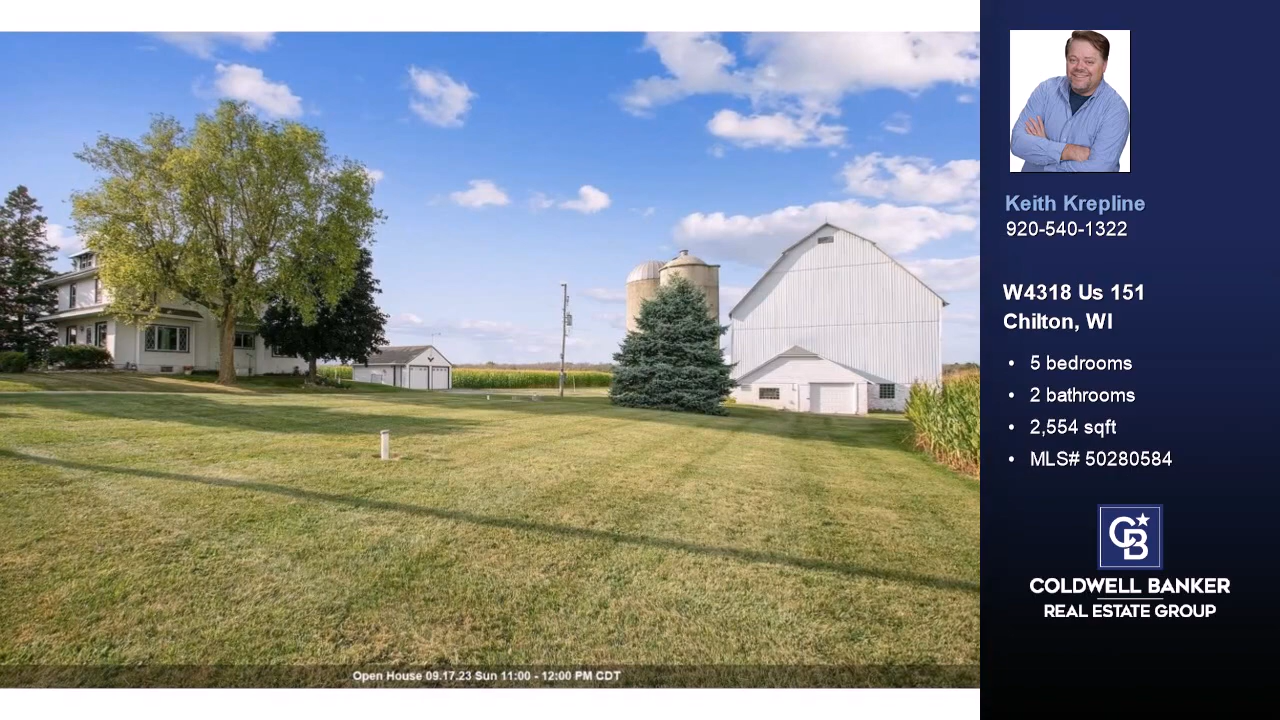 Keith Krepline
920-540-1322
W4318 Us 151
Chilton, WI
• 5 bedrooms
• 2 bathrooms
• 2,554 sqft
• MLS# 50280584
CB
COLDWELL BANKER
REAL ESTATE GROUP
Open House 09.17.23 Sun 11:00 - 12:00 PM CDT